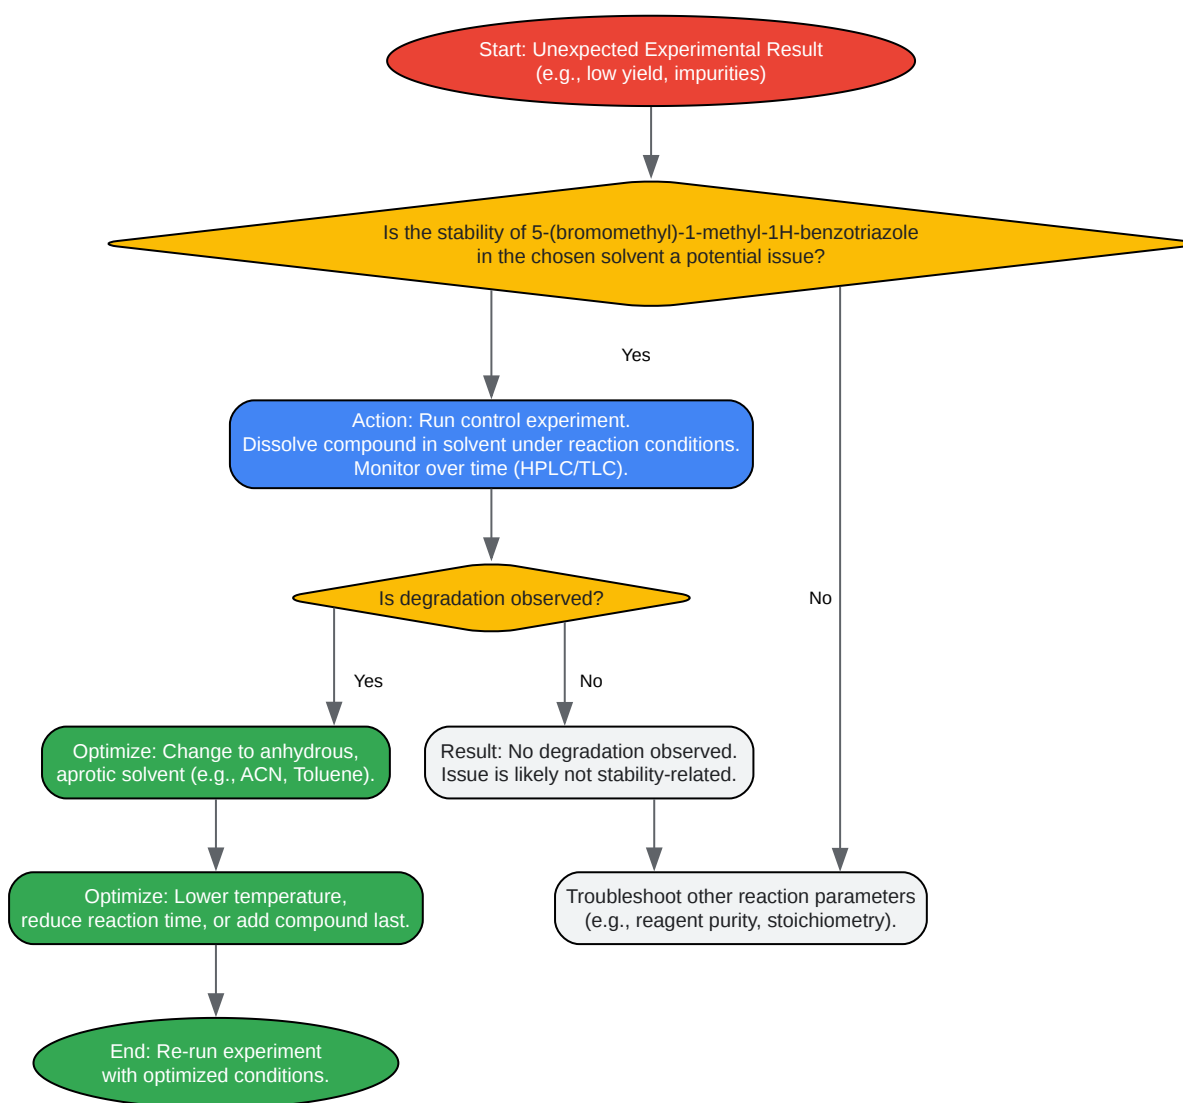 Start: Unexpected Experimental Result
(e.g., low yield, impurities)
Is the stability of 5-(bromomethyl)-1-methyl-1H-benzotriazole
in the chosen solvent a potential issue?
Yes
Action: Run control experiment.
Dissolve compound in solvent under reaction conditions.
Monitor over time (HPLC/TLC).
Is degradation observed?
No
Yes
No
Optimize: Change to anhydrous,
aprotic solvent (e.g., ACN, Toluene).
Result: No degradation observed.
Issue is likely not stability-related.
Optimize: Lower temperature,
reduce reaction time, or add compound last.
Troubleshoot other reaction parameters
(e.g., reagent purity, stoichiometry).
End: Re-run experiment
with optimized conditions.